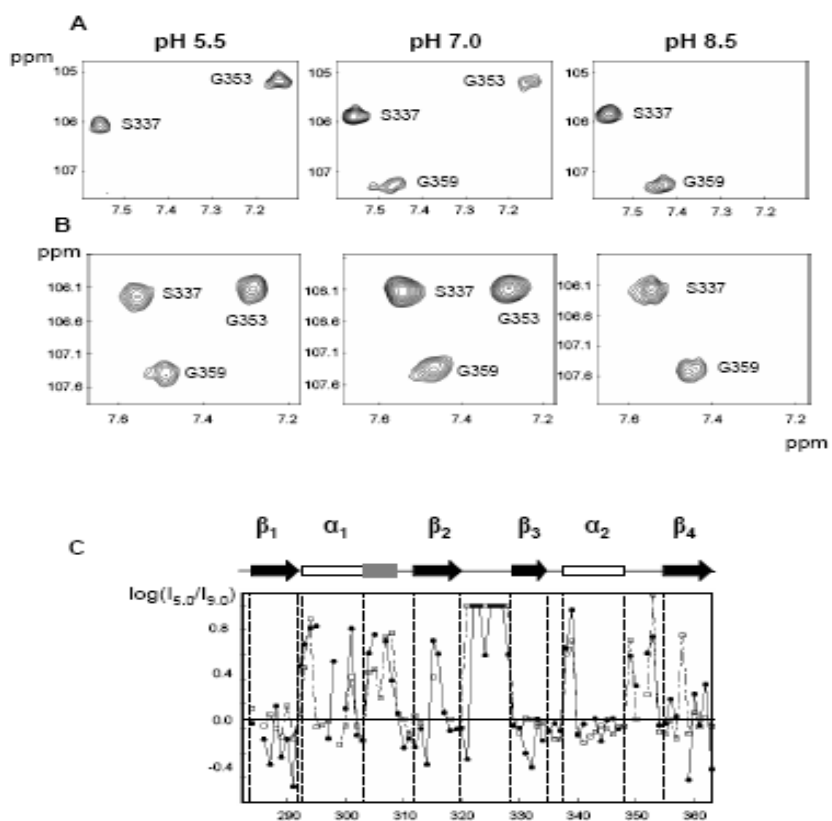 A
pH 5.5 pH 7.0 pH 8.5
ppm
105 G353 105 G353 105
106 S337 106 S337 106 S337
107 107 G359 107 G359
7.5 7.4 7.3 7.2 7.5 7.4 7.3 7.2 7.5 7.4 7.3 7.2
B
ppm
106.1 S337 106.1 S337 106.1 S337
106.6 G353 106.6 G353 106.6
107.1 107.1 107.1
107.6 G359 107.6 G359 107.6 G359
7.6 7.4 7.2 7.6 7.4 7.2 7.6 7.4 7.2
ppm
C
β1 α1 β2 β3 α2 β4
log(I5.0/I9.0)
0.8
0.4
0.0
-0.4
290 300 310 320 330 340 350 360